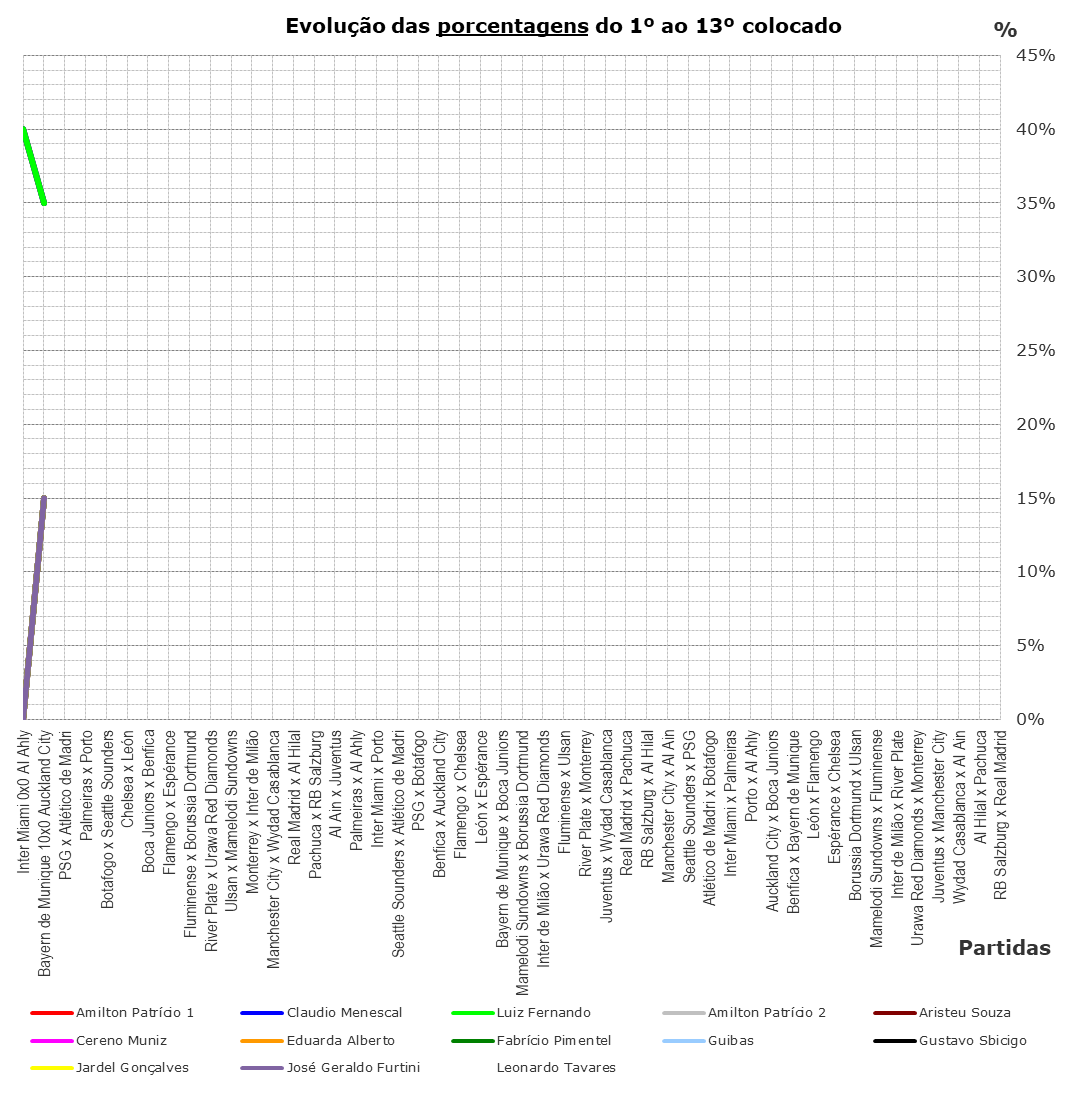 Evolução das porcentagens do 1º ao 13º colocado
%
45%
40%
35%
30%
25%
20%
15%
10%
5%
0%
Inter Miami 0x0 Al Ahly
Bayern de Munique 10x0 Auckland City
PSG x Atlético de Madri
Palmeiras x Porto
Botafogo x Seattle Sounders
Chelsea x León
Boca Juniors x Benfica
Flamengo x Espérance
Fluminense x Borussia Dortmund
River Plate x Urawa Red Diamonds
Ulsan x Mamelodi Sundowns
Monterrey x Inter de Milão
Manchester City x Wydad Casablanca
Real Madrid x Al Hilal
Pachuca x RB Salzburg
Al Ain x Juventus
Palmeiras x Al Ahly
Inter Miami x Porto
Seattle Sounders x Atlético de Madri
PSG x Botafogo
Benfica x Auckland City
Flamengo x Chelsea
León x Espérance
Bayern de Munique x Boca Juniors
Mamelodi Sundowns x Borussia Dortmund
Inter de Milão x Urawa Red Diamonds
Fluminense x Ulsan
River Plate x Monterrey
Juventus x Wydad Casablanca
Real Madrid x Pachuca
RB Salzburg x Al Hilal
Manchester City x Al Ain
Seattle Sounders x PSG
Atlético de Madri x Botafogo
Inter Miami x Palmeiras
Porto x Al Ahly
Auckland City x Boca Juniors
Benfica x Bayern de Munique
León x Flamengo
Espérance x Chelsea
Borussia Dortmund x Ulsan
Mamelodi Sundowns x Fluminense
Inter de Milão x River Plate
Urawa Red Diamonds x Monterrey
Juventus x Manchester City
Wydad Casablanca x Al Ain
Al Hilal x Pachuca
RB Salzburg x Real Madrid
Partidas
Amilton Patrício 1
Claudio Menescal
Luiz Fernando
Amilton Patrício 2
Aristeu Souza
Cereno Muniz
Eduarda Alberto
Fabrício Pimentel
Guibas
Gustavo Sbicigo
Jardel Gonçalves
José Geraldo Furtini
Leonardo Tavares